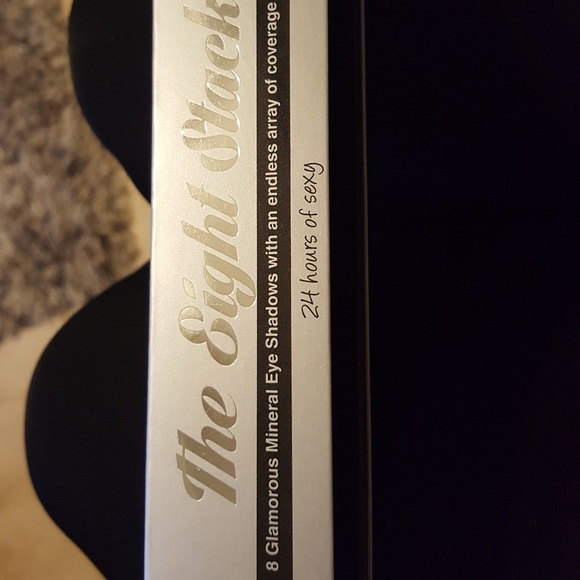 The Eight Stack
8 Glamorous Mineral Eye Shadows with an endless array of coverage
24 hours of sexy